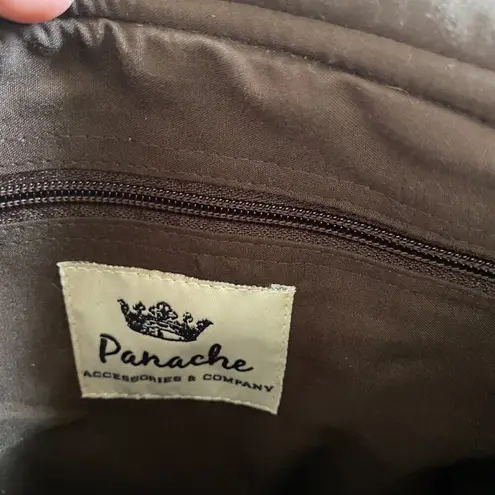 Panache
ACCESSORIES & COMPANY